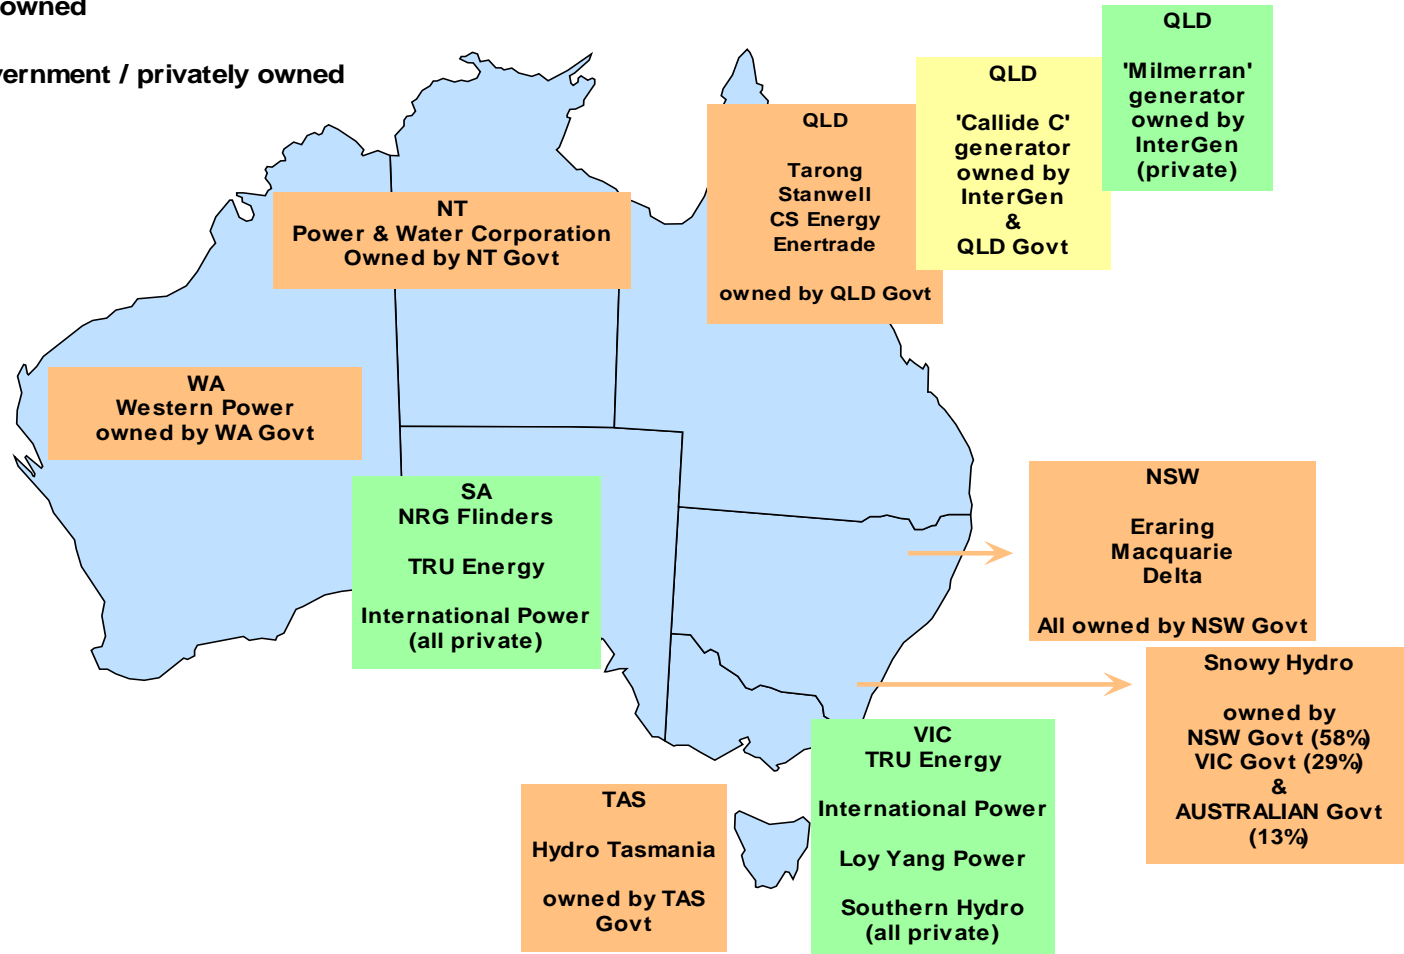 owned
vernment / privately owned
QLD
'Milmerran'
generator
owned by
InterGen
(private)
QLD
'Callide C'
generator
owned by
InterGen
&
QLD Govt
QLD
Tarong
Stanwell
CS Energy
Enertrade
owned by QLD Govt
NT
Power & Water Corporation
Owned by NT Govt
WA
Western Power
owned by WA Govt
SA
NRG Flinders
TRU Energy
International Power
(all private)
NSW
Eraring
Macquarie
Delta
All owned by NSW Govt
Snowy Hydro
owned by
NSW Govt (58%)
VIC Govt (29%)
&
AUSTRALIAN Govt
(13%)
VIC
TRU Energy
International Power
Loy Yang Power
Southern Hydro
(all private)
TAS
Hydro Tasmania
owned by TAS
Govt